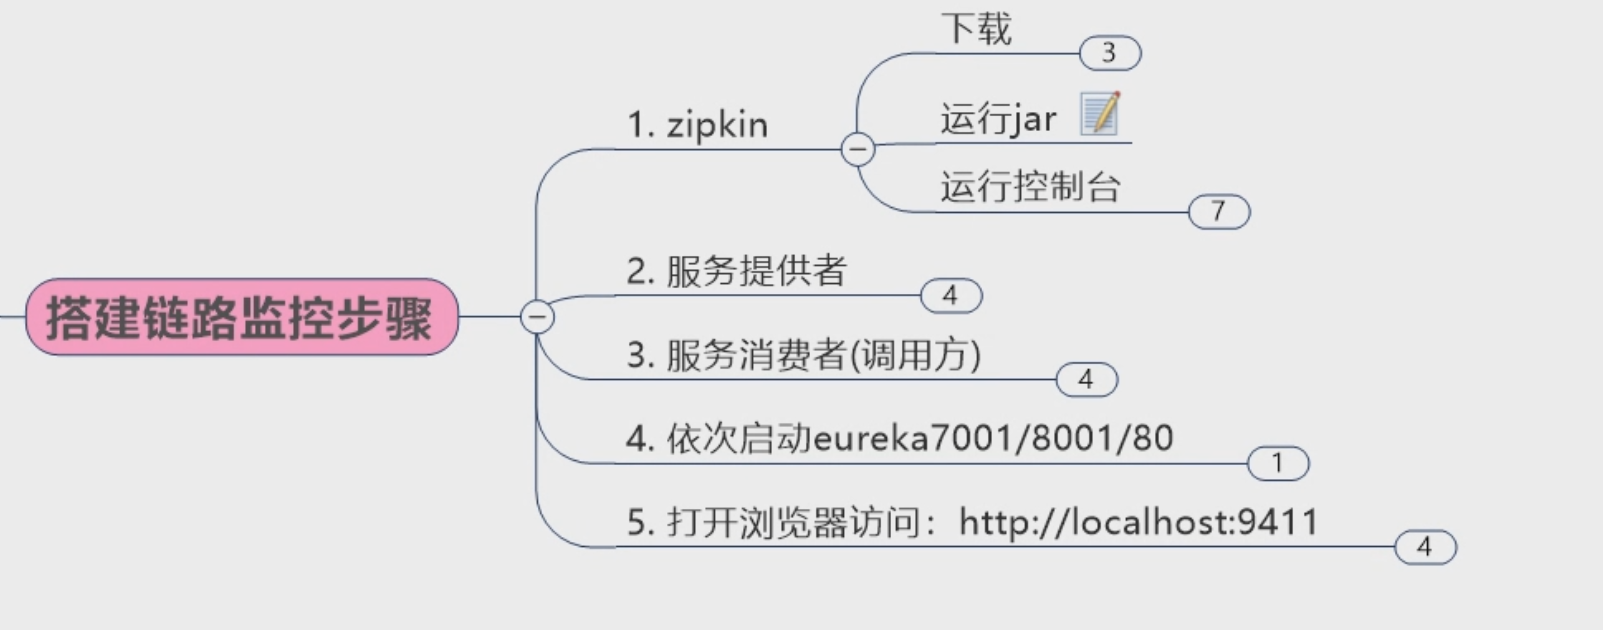 搭建链路监控步骤
1. zipkin
下载
3
运行jar
运行控制台
7
2. 服务提供者
4
3. 服务消费者(调用方)
4
4. 依次启动eureka7001/8001/80
1
5. 打开浏览器访问：http://localhost:9411
4